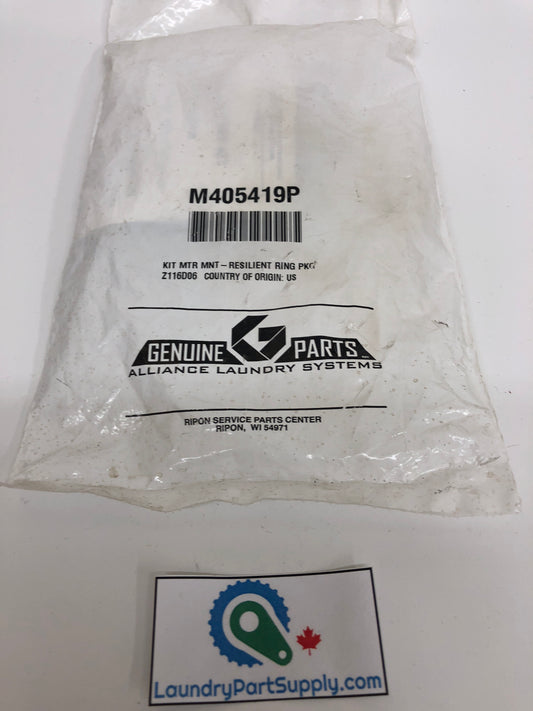 M405419P
KIT MTR MNT – RESILIENT RING PKG
Z116D06 COUNTRY OF ORIGIN: US
GENUINE G PARTS
ALLIANCE LAUNDRY SYSTEMS
RIPON SERVICE PARTS CENTER
RIPON, WI 54971
LaundryPartSupply.com